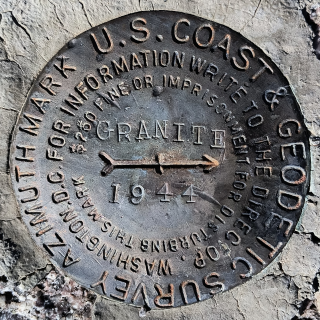 U.S. COAST & GEODETIC SURVEY
AZIMUTH MARK
FOR INFORMATION WRITE TO THE DIRECTOR, WASHINGTON, D.C.
$250 FINE OR IMPRISONMENT FOR DISTURBING THIS MARK.
GRANITE
1944